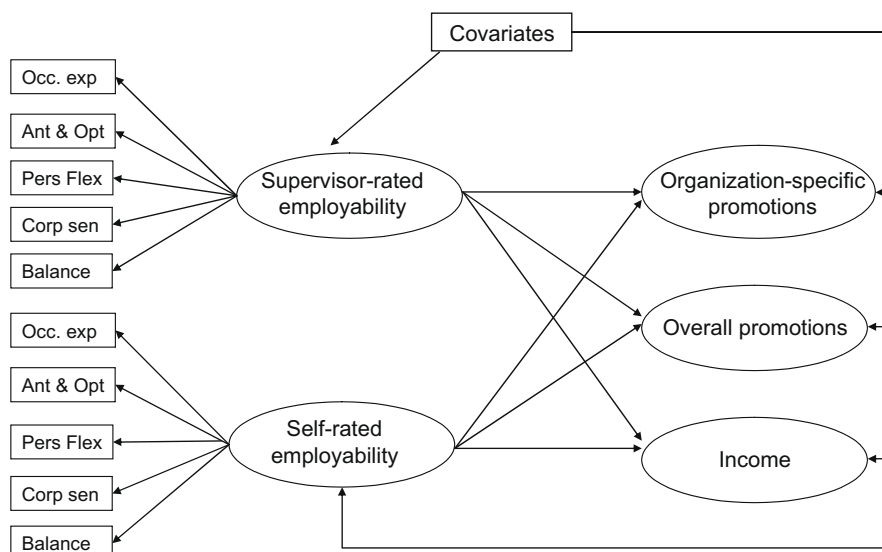 Covariates
Occ. exp
Ant & Opt
Pers Flex
Corp sen
Balance
Supervisor-rated
employability
Organization-specific
promotions
Occ. exp
Ant & Opt
Pers Flex
Corp sen
Balance
Self-rated
employability
Overall promotions
Income